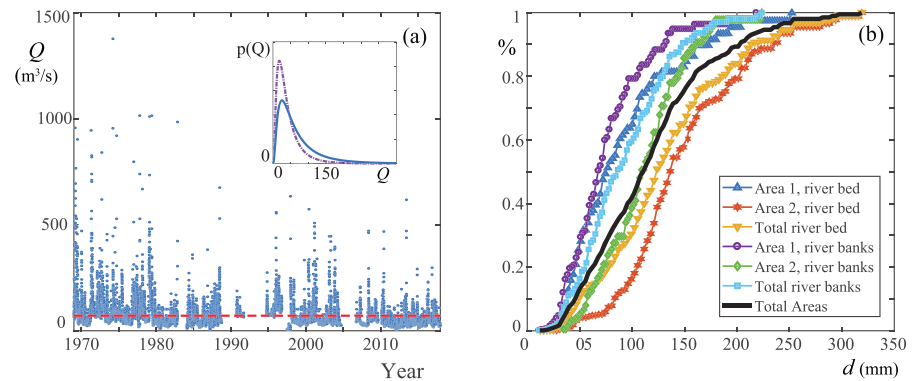 1500
(a)
Q
(m³/s)
1000
500
0
1970
1980
1990
2000
2010
Year
p(Q)
0
0
150
Q
1
(b)
%
0.8
0.6
0.4
0.2
0
0
05
100
150
200
250
300
350
d (mm)
Area 1, river bed
Area 2, river bed
Total river bed
Area 1, river banks
Area 2, river banks
Total river banks
Total Areas